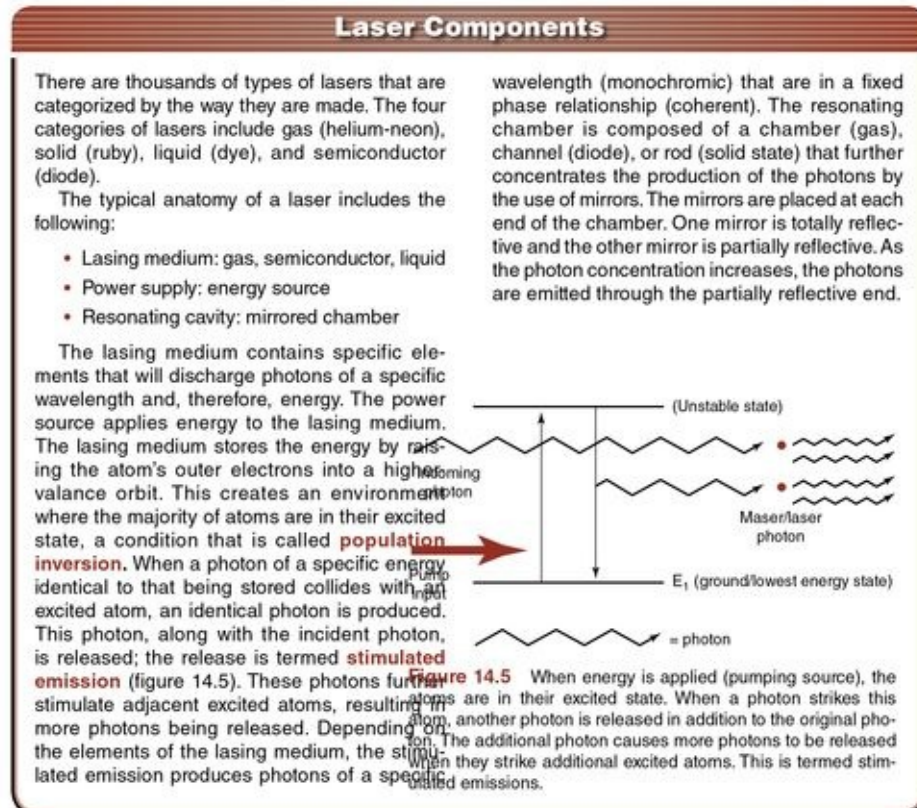 Laser Components
There are thousands of types of lasers that are
categorized by the way they are made. The four
categories of lasers include gas (helium-neon),
solid (ruby), liquid (dye), and semiconductor
(diode).
The typical anatomy of a laser includes the
following:
• Lasing medium: gas, semiconductor, liquid
• Power supply: energy source
• Resonating cavity: mirrored chamber
The lasing medium contains specific ele-
ments that will discharge photons of a specific
wavelength and, therefore, energy. The power
source applies energy to the lasing medium.
The lasing medium stores the energy by rais-
ing the atom's outer electrons into a higher
valance orbit. This creates an environment
where the majority of atoms are in their excited
state, a condition that is called population
inversion. When a photon of a specific energy
identical to that being stored collides with an
excited atom, an identical photon is produced.
This photon, along with the incident photon,
is released; the release is termed stimulated
emission (figure 14.5). These photons further
stimulate adjacent excited atoms, resulting in
more photons being released. Depending on
the elements of the lasing medium, the stimu-
lated emission produces photons of a specific
wavelength (monochromic) that are in a fixed
phase relationship (coherent). The resonating
chamber is composed of a chamber (gas),
channel (diode), or rod (solid state) that further
concentrates the production of the photons by
the use of mirrors. The mirrors are placed at each
end of the chamber. One mirror is totally reflec-
tive and the other mirror is partially reflective. As
the photon concentration increases, the photons
are emitted through the partially reflective end.
(Unstable state)
Incoming
photon
Maser/laser
photon
Pump
input
E₁ (ground/lowest energy state)
= photon
Figure 14.5 When energy is applied (pumping source), the
atoms are in their excited state. When a photon strikes this
atom, another photon is released in addition to the original pho-
ton. The additional photon causes more photons to be released
when they strike additional excited atoms. This is termed stim-
ulated emissions.